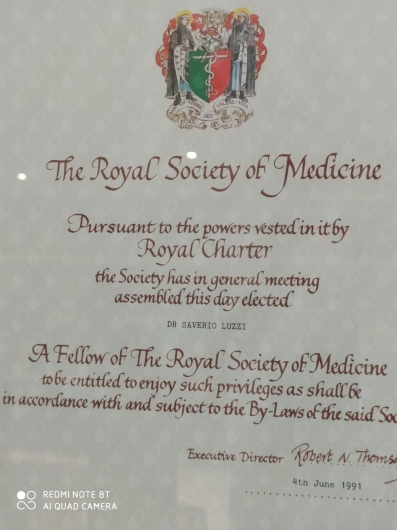 The Royal Society of Medicine
Pursuant to the powers vested in it by
Royal Charter
the Society has in general meeting
assembled this day elected
DR SAVERIO LUZZI
A Fellow of The Royal Society of Medicine
to be entitled to enjoy such privileges as shall be
in accordance with and subject to the By-Laws of the said Soc
Executive Director Robert N Thoms
4th June 1991
REDMI NOTE 8T
AI QUAD CAMERA